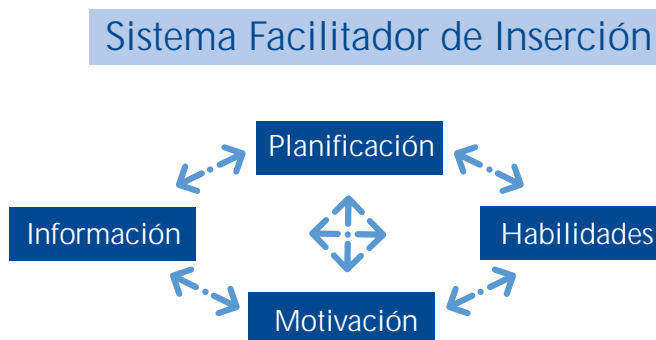 Sistema Facilitador de Inserción
Planificación
Información
Habilidades
Motivación